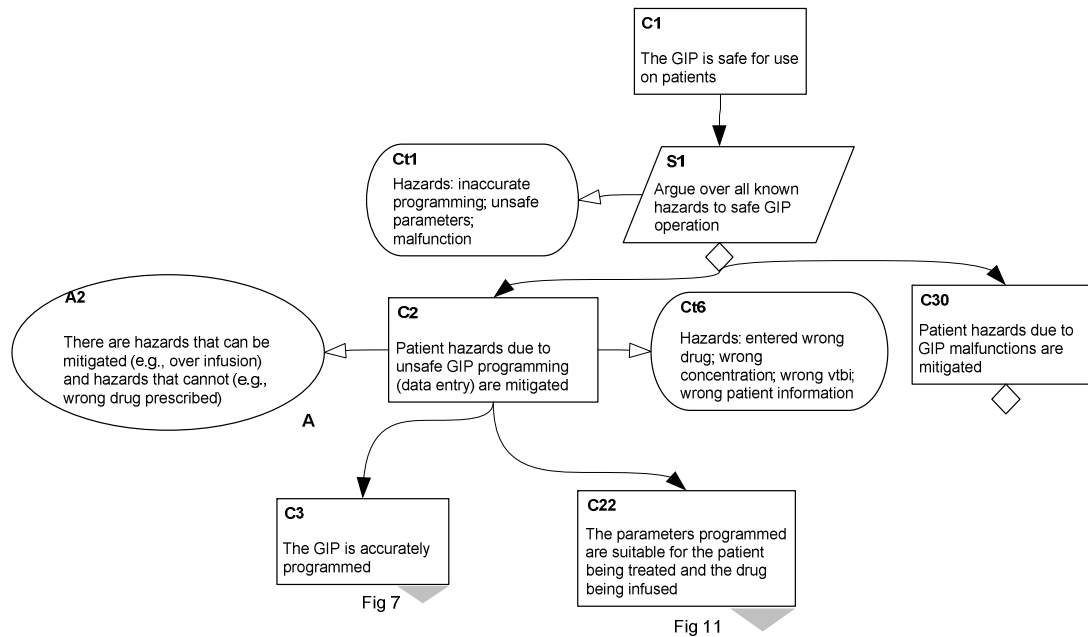 C1
The GIP is safe for use
on patients
Ct1
Hazards: inaccurate
programming; unsafe
parameters;
malfunction
S1
Argue over all known
hazards to safe GIP
operation
A2
There are hazards that can be
mitigated (e.g., over infusion)
and hazards that cannot (e.g.,
wrong drug prescribed)
A
C2
Patient hazards due to
unsafe GIP programming
(data entry) are mitigated
Ct6
Hazards: entered wrong
drug; wrong
concentration; wrong vtbi;
wrong patient information
C30
Patient hazards due to
GIP malfunctions are
mitigated
C3
The GIP is accurately
programmed
Fig 7
C22
The parameters programmed
are suitable for the patient
being treated and the drug
being infused
Fig 11